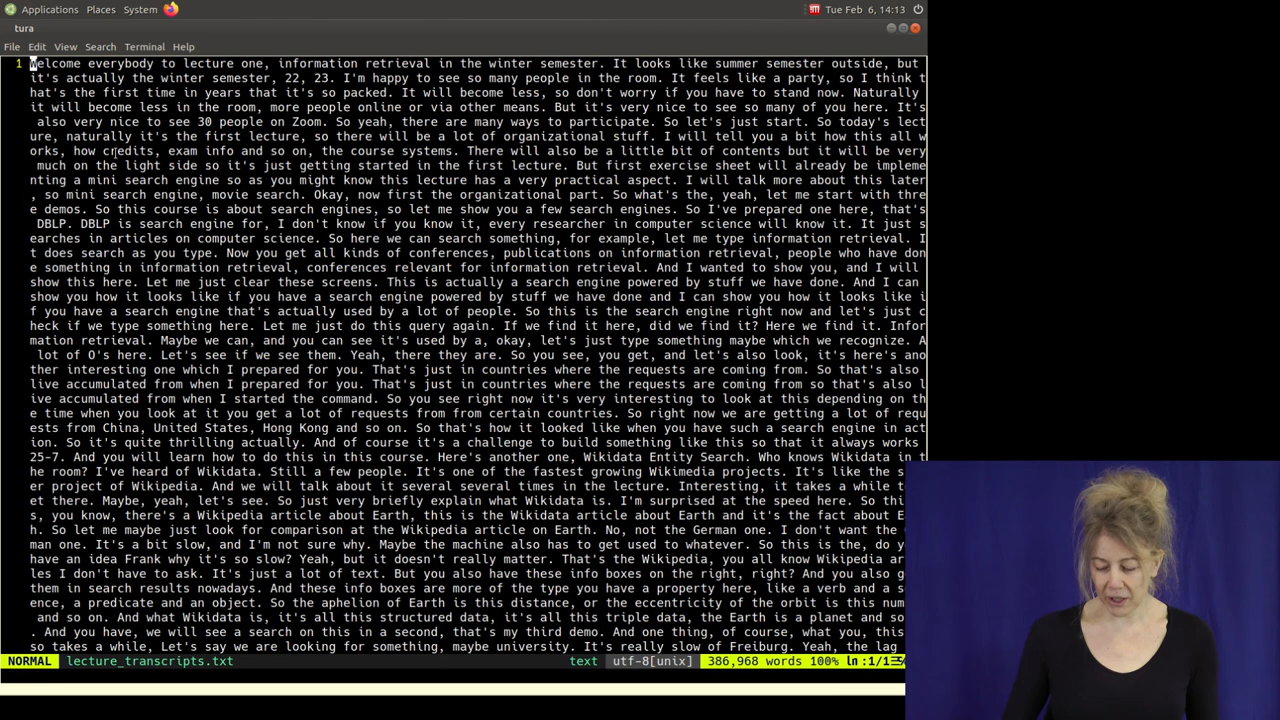 Applications Places System Tue Feb 6, 14:13
tura
File Edit View Search Terminal Help
1 Welcome everybody to lecture one, information retrieval in the winter semester. It looks like summer semester outside, but
it's actually the winter semester, 22, 23. I'm happy to see so many people in the room. It feels like a party, so I think t
hat's the first time in years that it's so packed. It will become less, so don't worry if you have to stand now. Naturally
it will become less in the room, more people online or via other means. But it's very nice to see so many of you here. It's
also very nice to see 30 people on Zoom. So yeah, there are many ways to participate. So let's just start. So today's lect
ure, naturally it's the first lecture, so there will be a lot of organizational stuff. I will tell you a bit how this all w
orks, how credits, exam info and so on, the course systems. There will also be a little bit of contents but it will be very
much on the light side so it's just getting started in the first lecture. But first exercise sheet will already be impleme
nting a mini search engine so as you might know this lecture has a very practical aspect. I will talk more about this later
, so mini search engine, movie search. Okay, now first the organizational part. So what's the, yeah, let me start with thre
e demos. So this course is about search engines, so let me show you a few search engines. So I've prepared one here, that's
DBLP. DBLP is search engine for, I don't know if you know it, every researcher in computer science will know it. It just s
earches in articles on computer science. So here we can search something, for example, let me type information retrieval. I
t does search as you type. Now you get all kinds of conferences, publications on information retrieval, people who have don
e something in information retrieval, conferences relevant for information retrieval. And I wanted to show you, and I will
show this here. Let me just clear these screens. This is actually a search engine powered by stuff we have done. And I can
show you how it looks like if you have a search engine powered by stuff we have done and I can show you how it looks like i
f you have a search engine that's actually used by a lot of people. So this is the search engine right now and let's just c
heck if we type something here. Let me just do this query again. If we find it here, did we find it? Here we find it. Infor
mation retrieval. Maybe we can, and you can see it's used by a, okay, let's just type something maybe which we recognize. A
lot of O's here. Let's see if we see them. Yeah, there they are. So you see, you get, and let's also look, it's here's ano
ther interesting one which I prepared for you. That's just in countries where the requests are coming from. So that's also
live accumulated from when I prepared for you. That's just in countries where the requests are coming from so that's also l
ive accumulated from when I started the command. So you see right now it's very interesting to look at this depending on th
e time when you look at it you get a lot of requests from from certain countries. So right now we are getting a lot of requ
ests from China, United States, Hong Kong and so on. So that's how it looked like when you have such a search engine in act
ion. So it's quite thrilling actually. And of course it's a challenge to build something like this so that it always works
25-7. And you will learn how to do this in this course. Here's another one, Wikidata Entity Search. Who knows Wikidata in t
he room? I've heard of Wikidata. Still a few people. It's one of the fastest growing Wikimedia projects. It's like the s
er project of Wikipedia. And we will talk about it several several times in the lecture. Interesting, it takes a while t
et there. Maybe, yeah, let's see. So just very briefly explain what Wikidata is. I'm surprised at the speed here. So thi
s, you know, there's a Wikipedia article about Earth, this is the Wikidata article about Earth and it's the fact about E
h. So let me maybe just look for comparison at the Wikipedia article on Earth. No, not the German one. I don't want the
man one. It's a bit slow, and I'm not sure why. Maybe the machine also has to get used to whatever. So this is the, do y
have an idea Frank why it's so slow? Yeah, but it doesn't really matter. That's the Wikipedia, you all know Wikipedia ar
les I don't have to ask. It's just a lot of text. But you also have these info boxes on the right, right? And you also g
them in search results nowadays. And these info boxes are more of the type you have a property here, like a verb and a s
ence, a predicate and an object. So the aphelion of Earth is this distance, or the eccentricity of the orbit is this num
and so on. And what Wikidata is, it's all this structured data, it's all this triple data, the Earth is a planet and so
. And you have, we will see a search on this in a second, that's my third demo. And one thing, of course, what you, this
so takes a while, Let's say we are looking for something, maybe university. It's really slow of Freiburg. Yeah, the lag
NORMAL lecture_transcripts.txt text utf-8[unix] 386,968 words 100% ln:1/1